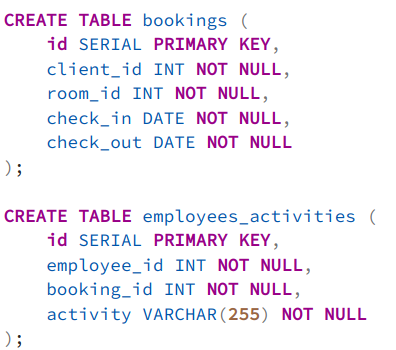 CREATE TABLE bookings (
    id SERIAL PRIMARY KEY,
    client_id INT NOT NULL,
    room_id INT NOT NULL,
    check_in DATE NOT NULL,
    check_out DATE NOT NULL
);
CREATE TABLE employees_activities (
    id SERIAL PRIMARY KEY,
    employee_id INT NOT NULL,
    booking_id INT NOT NULL,
    activity VARCHAR(255) NOT NULL
);